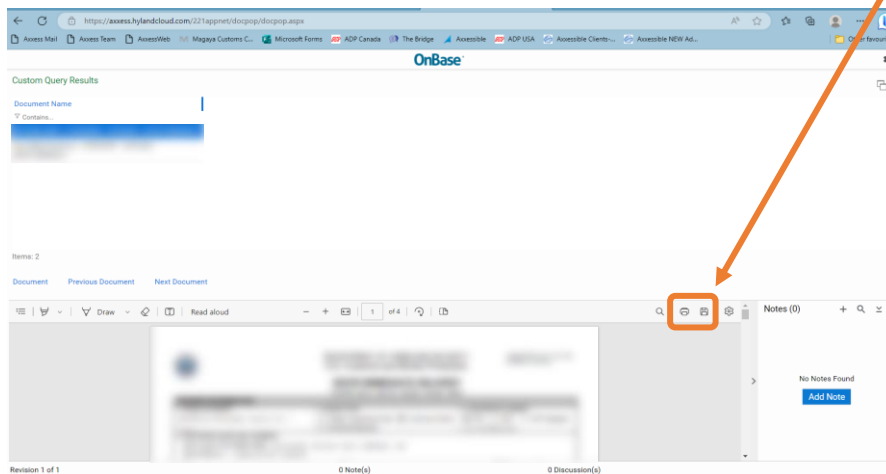 https://axxess.hylandcloud.com/221appnet/docpop/docpop.aspx
Axxess Mail Axxess Team AxxessWeb Magaya Customs C... Microsoft Forms ADP Canada The Bridge Axxessible ADP USA Axxessible Clients-... Axxessible NEW Ad...
OnBase
Custom Query Results
Document Name
Contains...
Items: 2
Document Previous Document Next Document
Draw Read aloud 1 of 4 Notes (0)
No Notes Found
Add Note
Revision 1 of 1 0 Note(s) 0 Discussion(s)